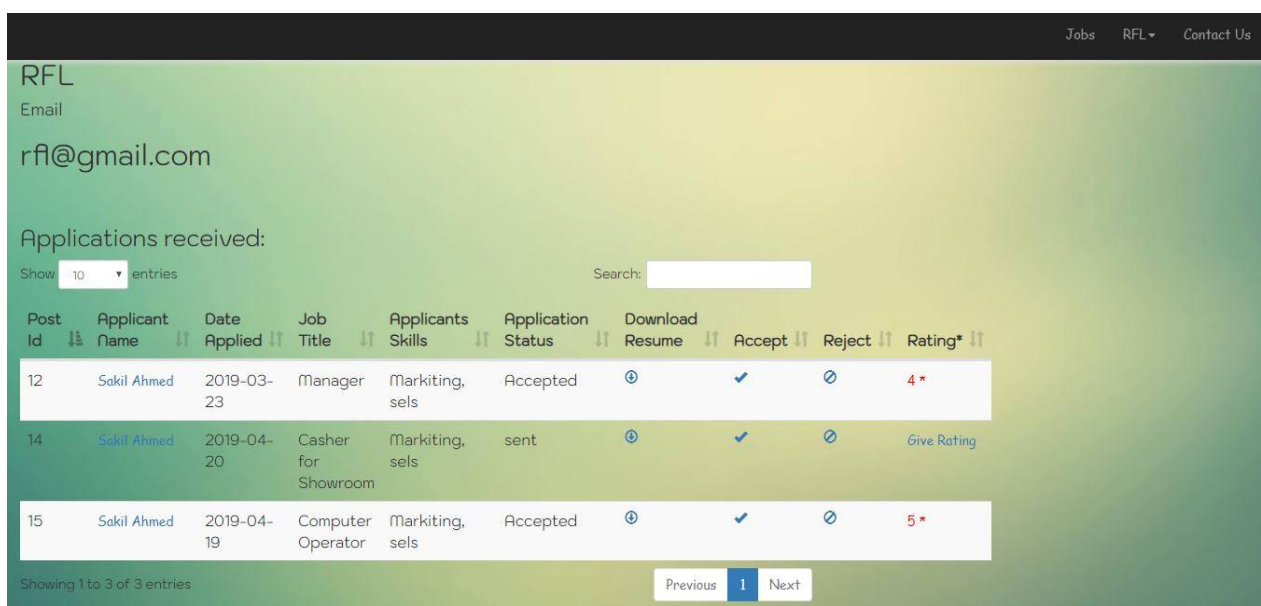 Jobs RFL Contact Us
RFL
Email
rfl@gmail.com
Applications received:
Show 10 entries Search:
Post Applicant Date Job Applicants Application Download
Id Name Applied Title Skills Status Resume Accept Reject Rating*
12 Sakil Ahmed 2019-03- Manager Markiting, Accepted 4 *
23 sels
14 Sakil Ahmed 2019-04- Casher Markiting, sent Give Rating
20 for sels
Showroom
15 Sakil Ahmed 2019-04- Computer Markiting, Accepted 5 *
19 Operator sels
Showing 1 to 3 of 3 entries Previous 1 Next